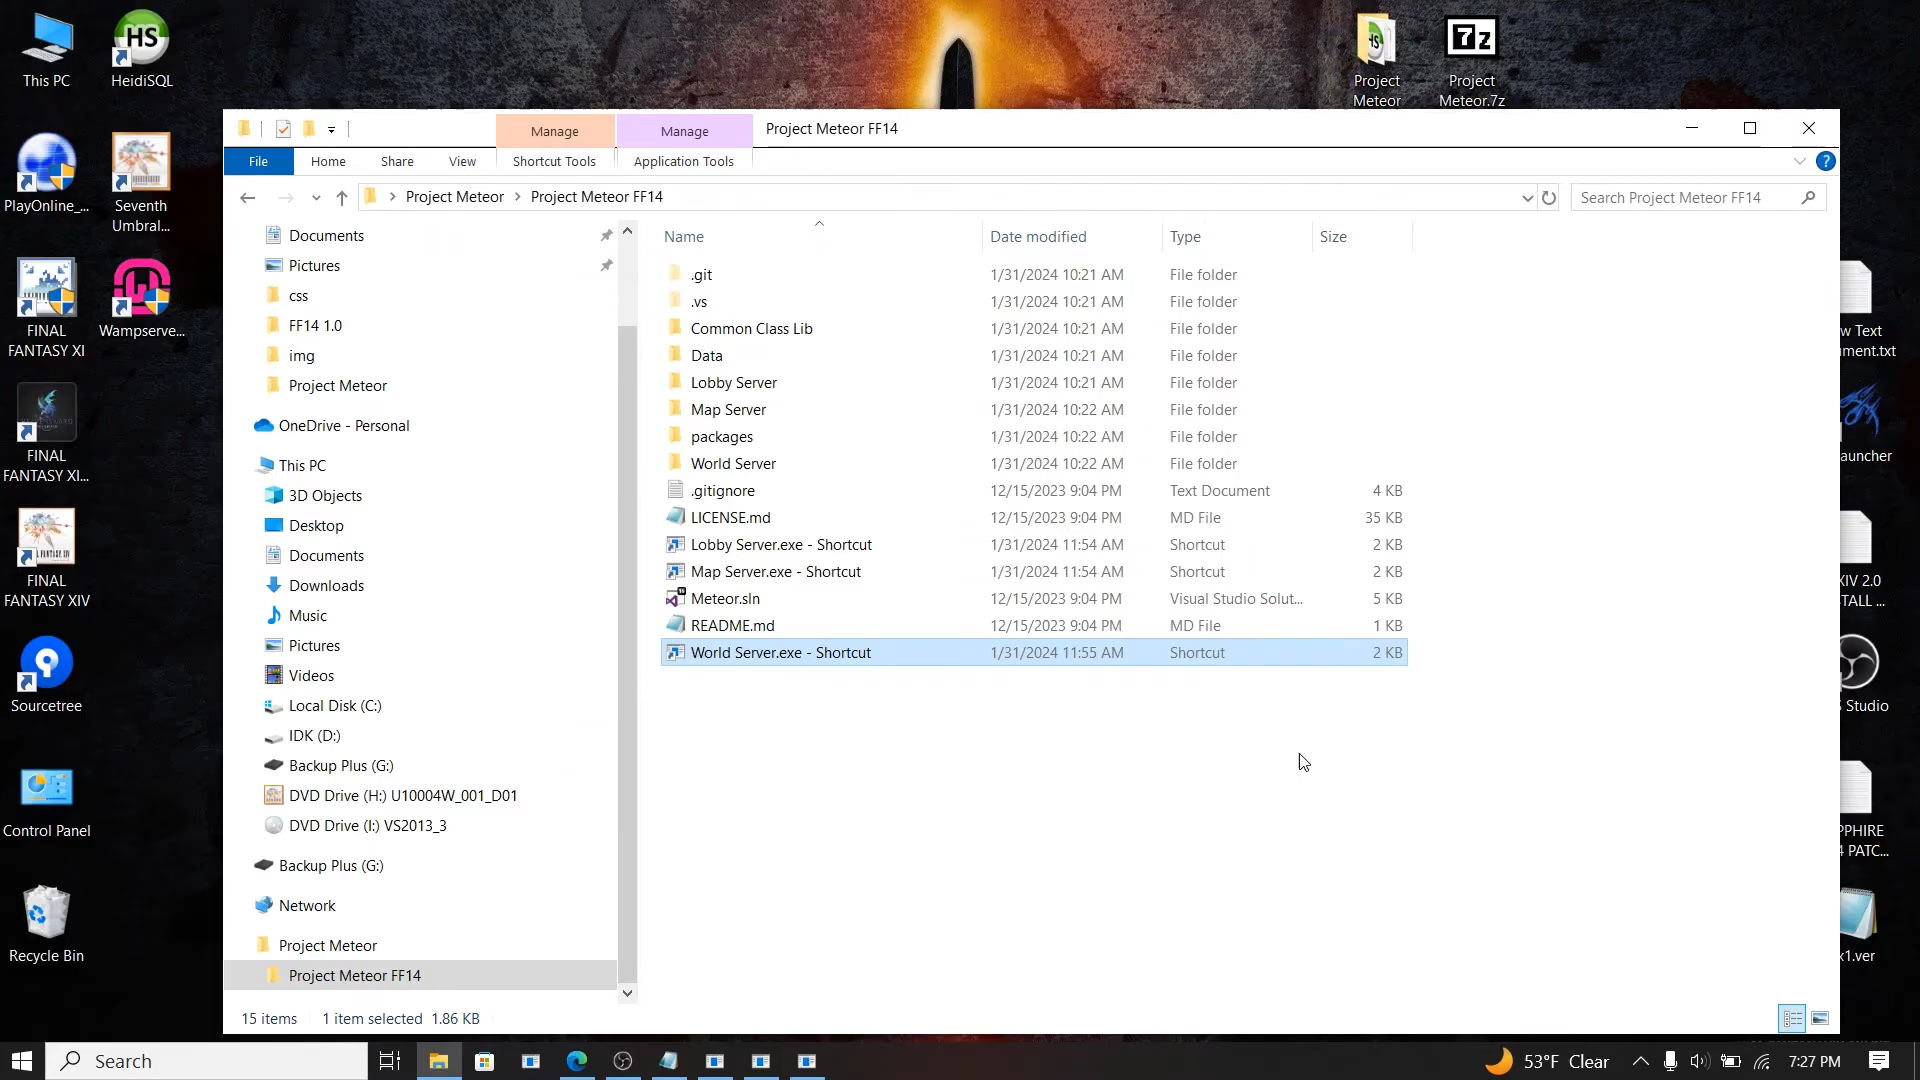 This PC
HeidiSQL
PlayOnline_...
Seventh
Umbral...
FINAL
FANTASY XI
Wampserve...
FINAL
FANTASY XI...
FINAL
FANTASY XIV
Sourcetree
Control Panel
Recycle Bin
HS
HS
7z
Project
Meteor
Project
Meteor.7z
w Text
ment.txt
auncher
XIV 2.0
TALL ...
Studio
PPHIRE
PATC...
x1.ver
Manage
Manage
Project Meteor FF14
File
Home
Share
View
Shortcut Tools
Application Tools
?
Project Meteor
Project Meteor FF14
Search Project Meteor FF14
Documents
Pictures
css
FF14 1.0
img
Project Meteor
OneDrive - Personal
This PC
3D Objects
Desktop
Documents
Downloads
Music
Pictures
Videos
Local Disk (C:)
IDK (D:)
Backup Plus (G:)
DVD Drive (H:) U10004W_001_D01
DVD Drive (I:) VS2013_3
Backup Plus (G:)
Network
Project Meteor
Project Meteor FF14
Name Date modified Type Size
.git 1/31/2024 10:21 AM File folder
.vs 1/31/2024 10:21 AM File folder
Common Class Lib 1/31/2024 10:21 AM File folder
Data 1/31/2024 10:21 AM File folder
Lobby Server 1/31/2024 10:21 AM File folder
Map Server 1/31/2024 10:22 AM File folder
packages 1/31/2024 10:22 AM File folder
World Server 1/31/2024 10:22 AM File folder
.gitignore 12/15/2023 9:04 PM Text Document 4 KB
LICENSE.md 12/15/2023 9:04 PM MD File 35 KB
Lobby Server.exe - Shortcut 1/31/2024 11:54 AM Shortcut 2 KB
Map Server.exe - Shortcut 1/31/2024 11:54 AM Shortcut 2 KB
Meteor.sln 12/15/2023 9:04 PM Visual Studio Solut... 5 KB
README.md 12/15/2023 9:04 PM MD File 1 KB
World Server.exe - Shortcut 1/31/2024 11:55 AM Shortcut 2 KB
15 items 1 item selected 1.86 KB
Search
53°F Clear
7:27 PM